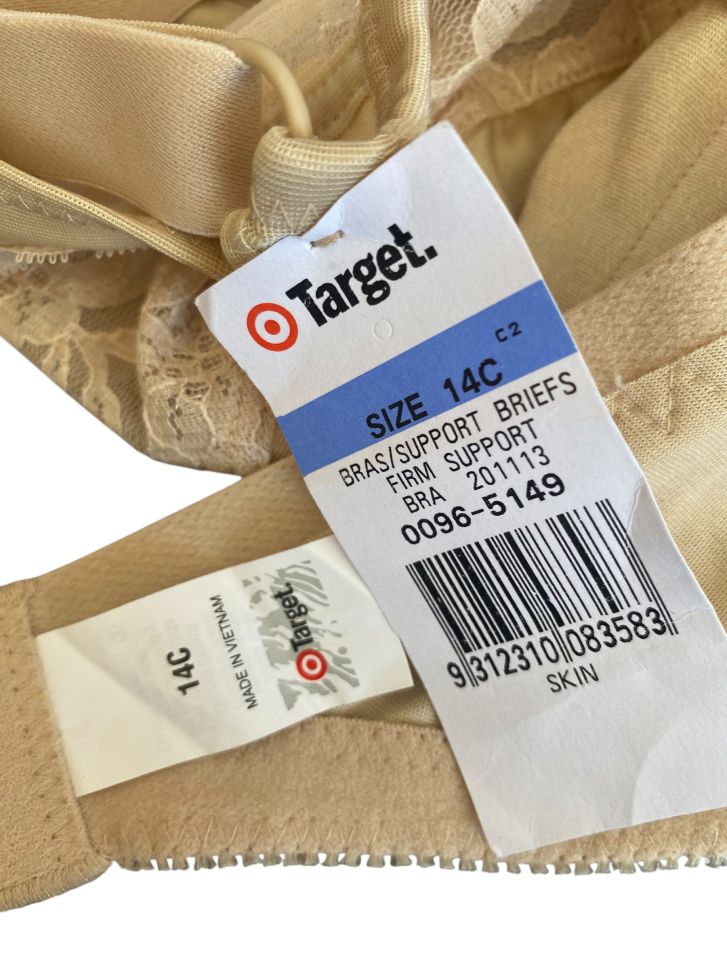 Target.
C2
SIZE 14C
BRAS/SUPPORT BRIEFS
FIRM SUPPORT
BRA 201113
0096-5149
9 312310 083583
SKIN
14C
MADE IN VIETNAM
Target.